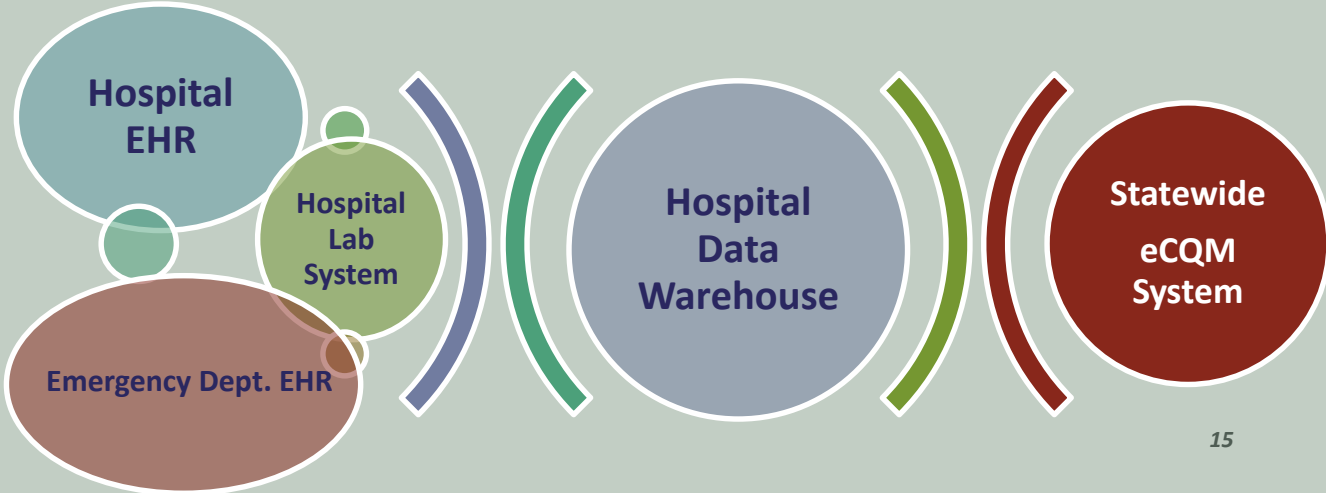 Hospital
EHR
Hospital
Lab
System
Emergency Dept. EHR
Hospital
Data
Warehouse
Statewide
eCQM
System
15